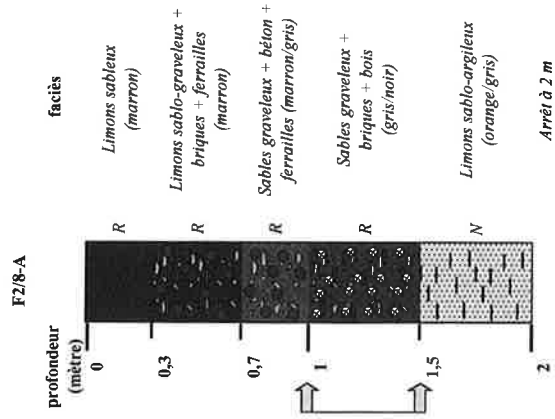 F2/8-A
profondeur
(mètre)
faciès
0
R
Limons sableux
(marron)
0,3
R
Limons sablo-graveleux +
briques + ferrailles
(marron)
0,7
R
Sables graveleux + béton +
ferrailles (marron/gris)
1
R
Sables graveleux +
briques + bois
(gris/noir)
1,5
N
Limons sablo-argileux
(orange/gris)
2
Arrêt à 2 m